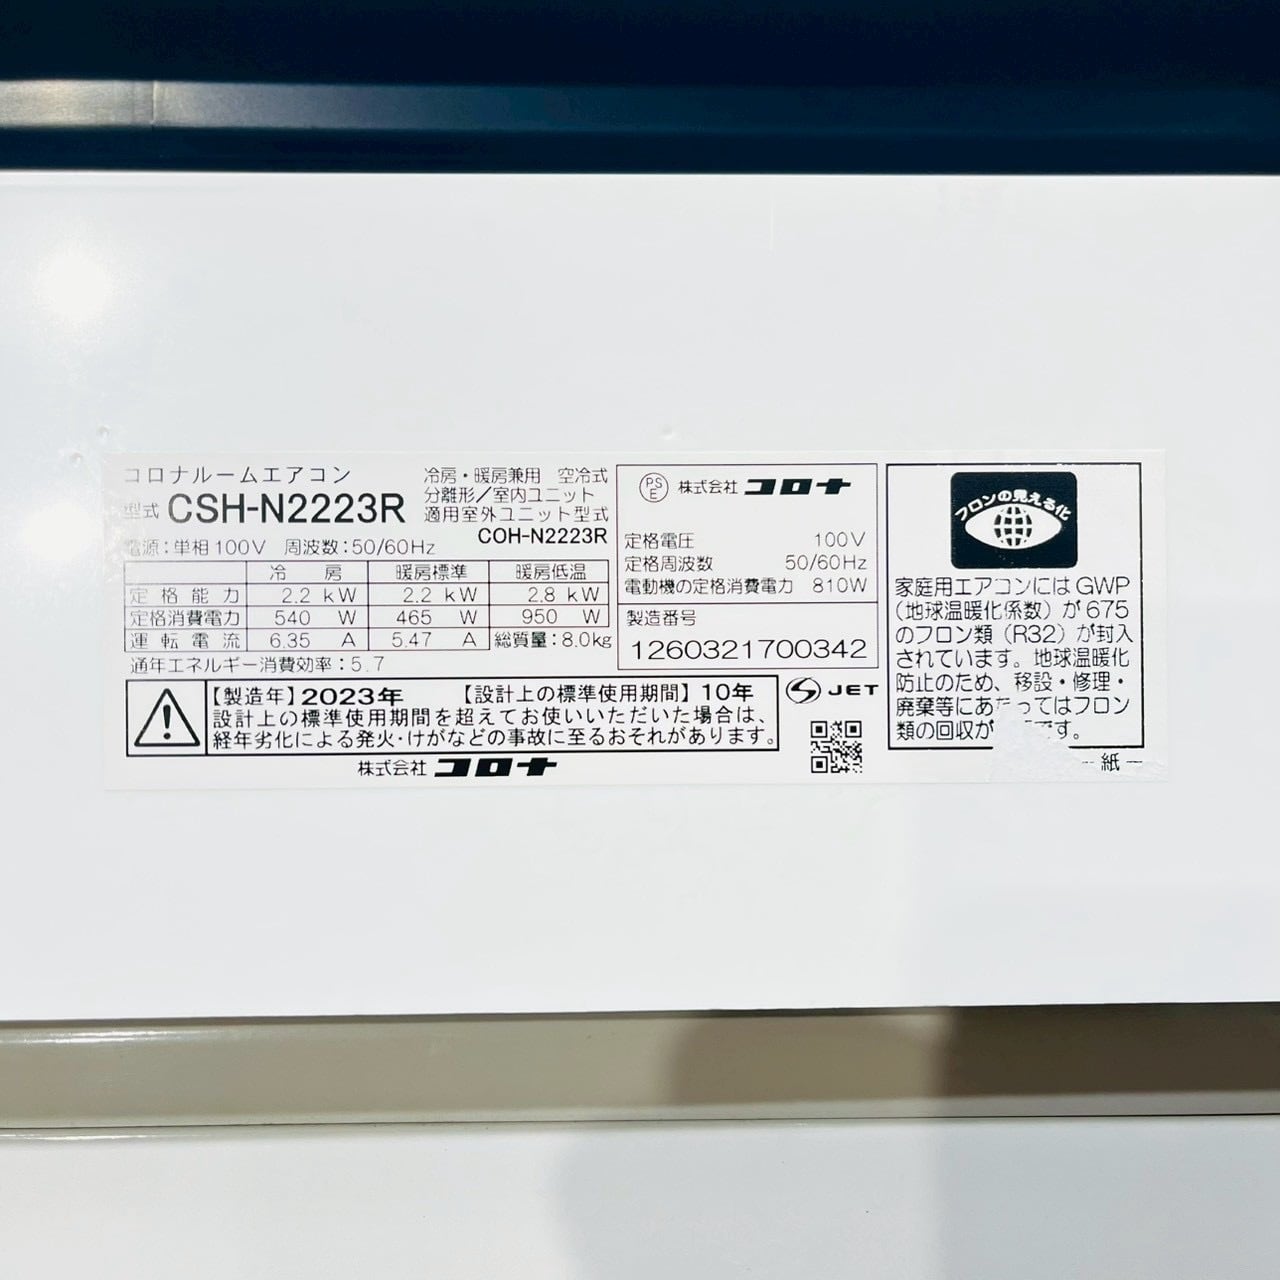 コロナルームエアコン
型式 CSH-N2223R
冷房・暖房兼用 空冷式
分離形/室内ユニット
適用室外ユニット型式
COH-N2223R
電源:単相100V 周波数:50/60Hz
冷房 暖房標準 暖房低温
定格能力 2.2 kW 2.2 kW 2.8 kW
定格消費電力 540 W 465 W 950 W
運転電流 6.35 A 5.47 A 総質量:8.0kg
通年エネルギー消費効率:5.7
【製造年】2023年 【設計上の標準使用期間】10年
設計上の標準使用期間を超えてお使いいただいた場合は、
経年劣化による発火・けがなどの事故に至るおそれがあります。
株式会社 コロナ
PS
E
株式会社 コロナ
定格電圧 100V
定格周波数 50/60Hz
電動機の定格消費電力 810W
製造番号
1260321700342
JET
フロンの見える化
家庭用エアコンにはGWP
(地球温暖化係数)が675
のフロン類(R32)が封入
されています。地球温暖化
防止のため、移設・修理・
廃棄等にあたってはフロン
類の回収が です。
紙